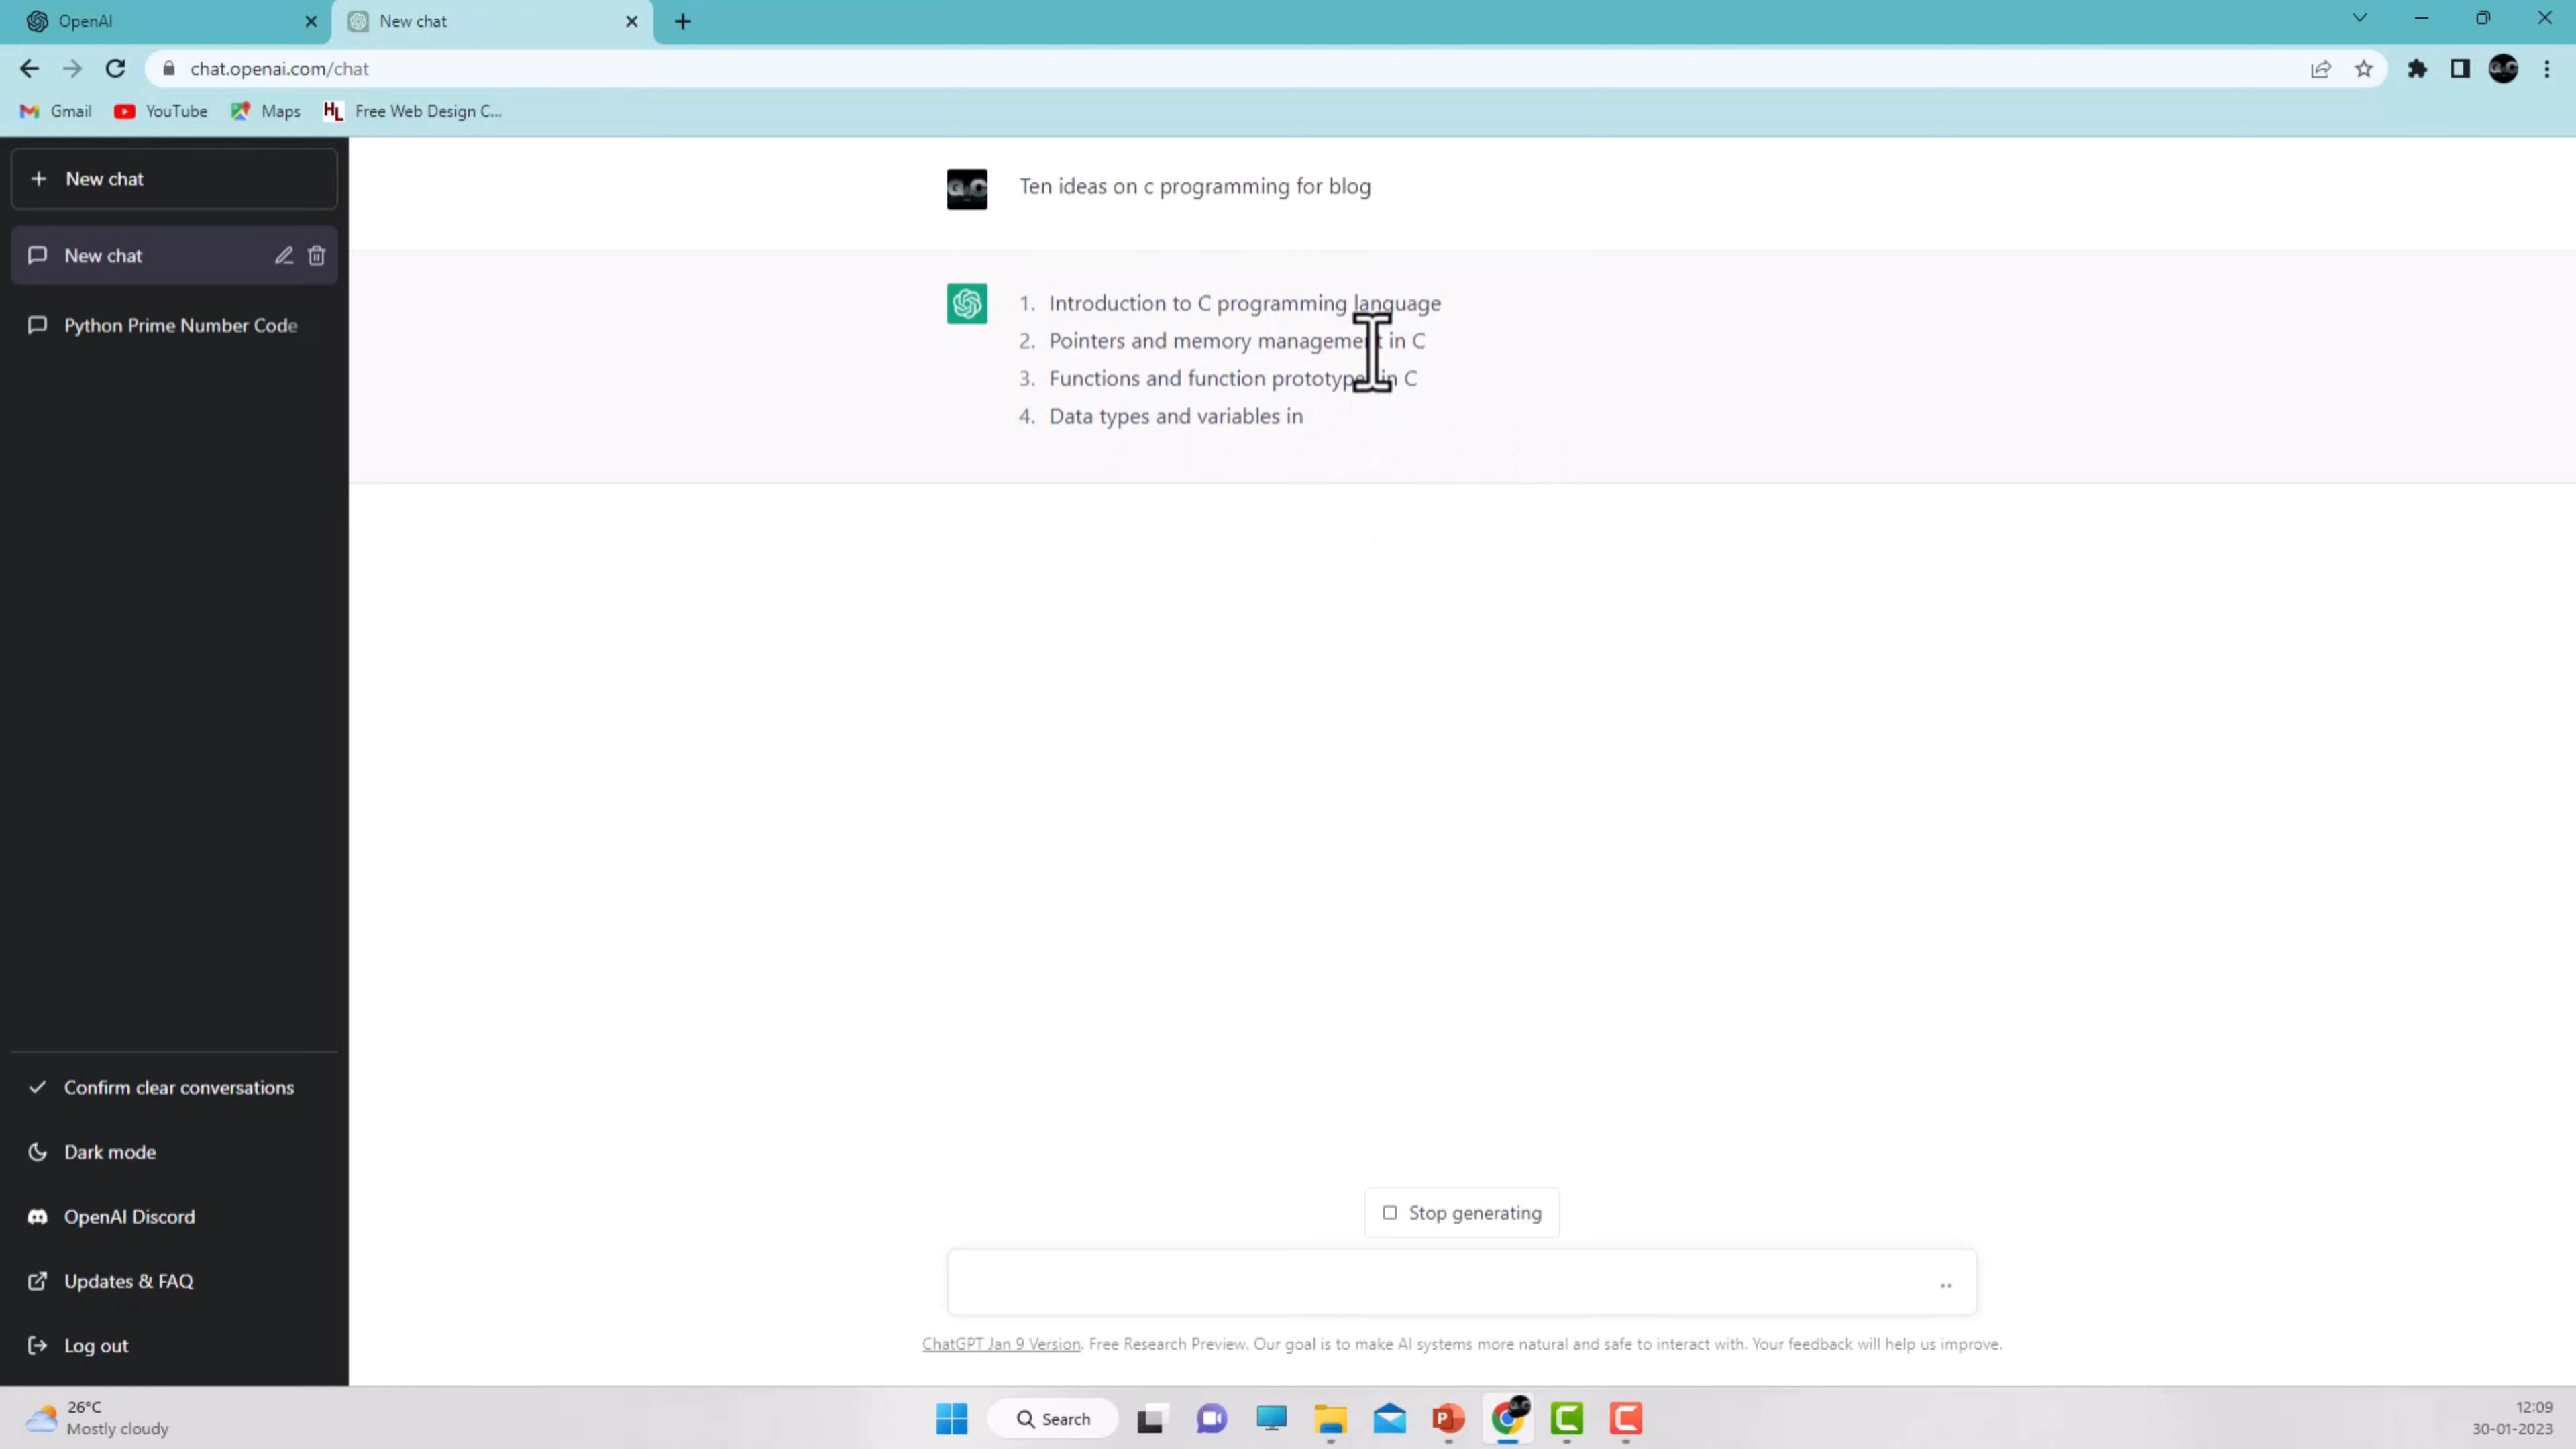 OpenAI
New chat
chat.openai.com/chat
Gmail
YouTube
Maps
HL
Free Web Design C...
New chat
New chat
Python Prime Number Code
G.C
Ten ideas on c programming for blog
1. Introduction to C programming language
2. Pointers and memory management in C
3. Functions and function prototypes in C
4. Data types and variables in
Confirm clear conversations
Dark mode
OpenAI Discord
Updates & FAQ
Log out
Stop generating
ChatGPT Jan 9 Version. Free Research Preview. Our goal is to make AI systems more natural and safe to interact with. Your feedback will help us improve.
26°C
Mostly cloudy
Search
12:09
30-01-2023